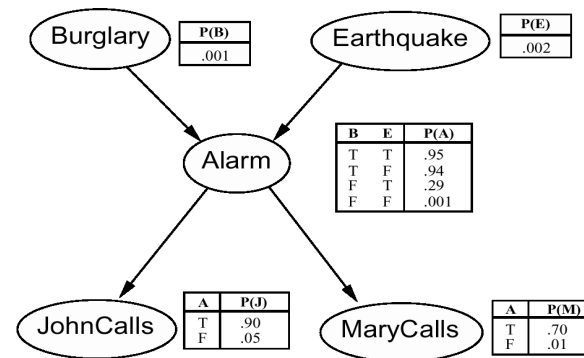 Burglary
P(B)
.001
Earthquake
P(E)
.002
Alarm
B E P(A)
T T .95
T F .94
F T .29
F F .001
JohnCalls
A P(J)
T .90
F .05
MaryCalls
A P(M)
T .70
F .01